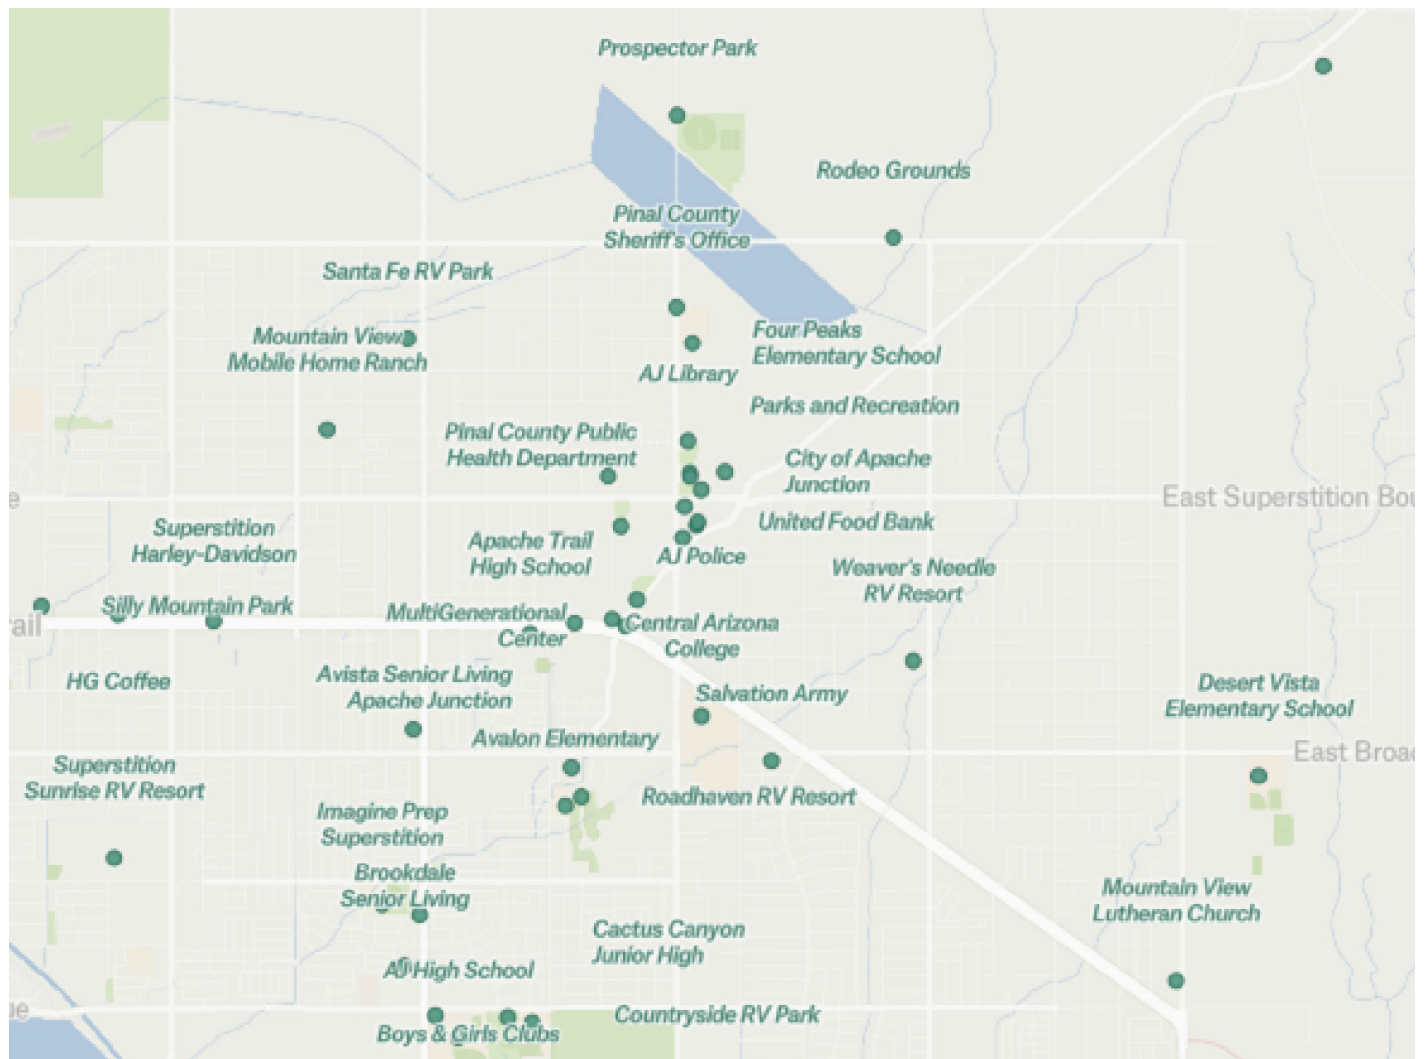 Prospector Park
Rodeo Grounds
Pinal County
Sheriff's Office
Santa Fe RV Park
Mountain View
Mobile Home Ranch
Four Peaks
Elementary School
AJ Library
Parks and Recreation
Pinal County Public
Health Department
City of Apache
Junction
East Superstition Bou
e
Superstition
Harley-Davidson
United Food Bank
Apache Trail
High School
AJ Police
Weaver's Needle
RV Resort
Silly Mountain Park
MultiGenerational
Center
rail
Central Arizona
College
HG Coffee
Avista Senior Living
Apache Junction
Salvation Army
Desert Vista
Elementary School
Avalon Elementary
East Broad
Superstition
Sunrise RV Resort
Roadhaven RV Resort
Imagine Prep
Superstition
Brookdale
Senior Living
Mountain View
Lutheran Church
Cactus Canyon
Junior High
AJ High School
Countryside RV Park
pe
Boys & Girls Clubs